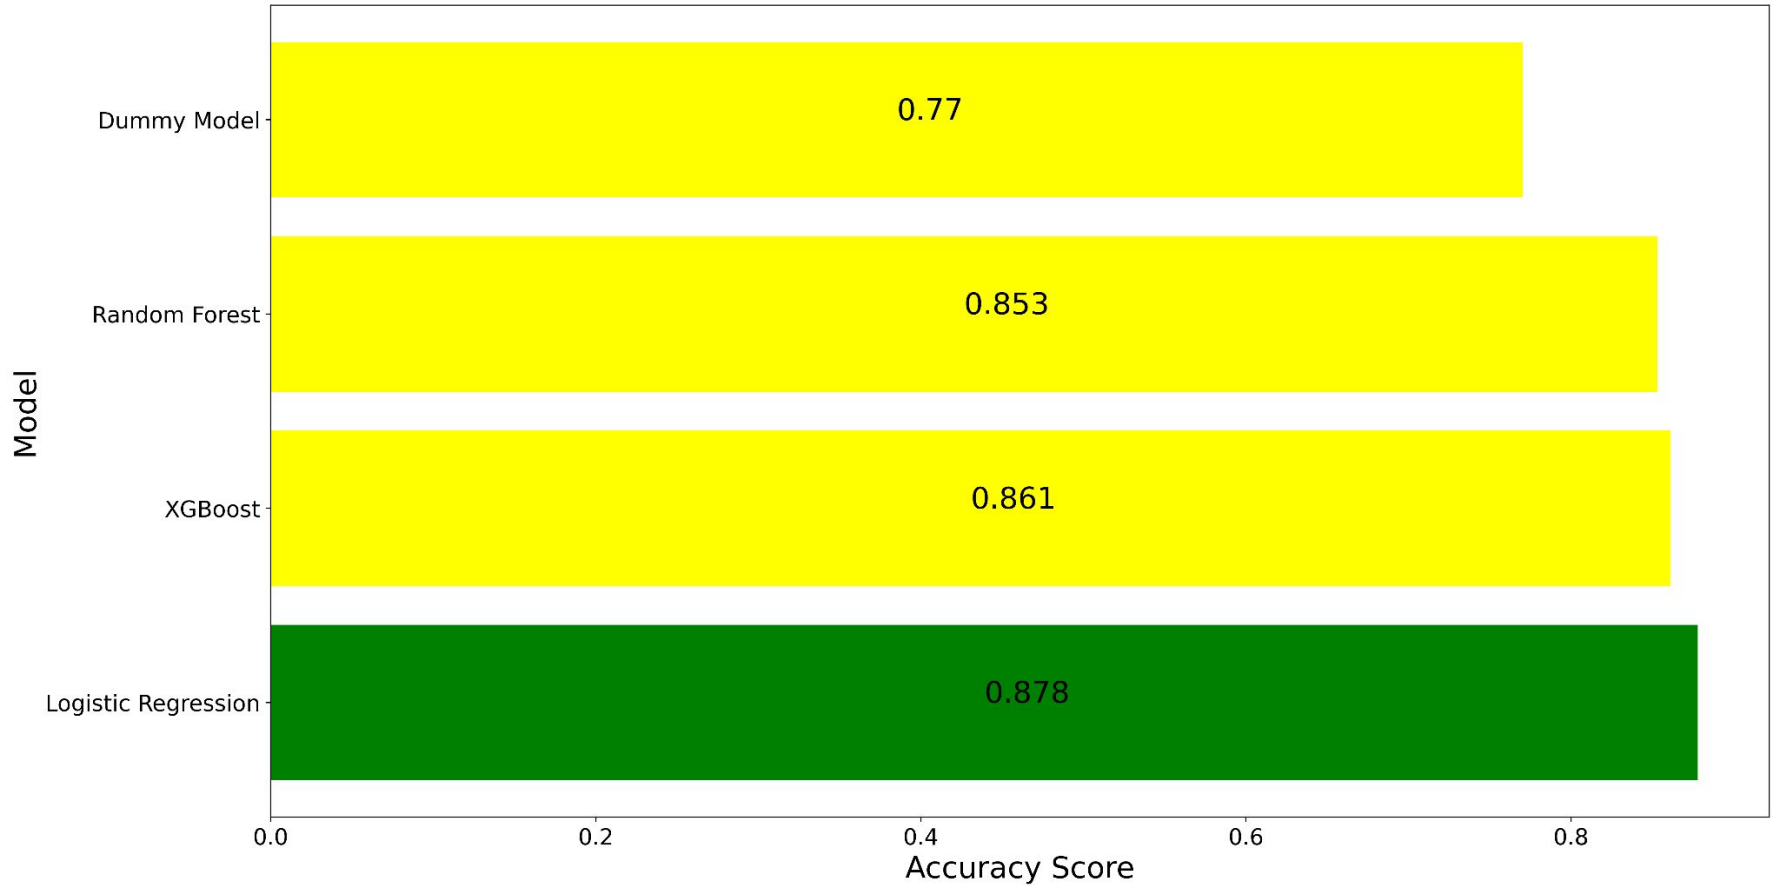 Dummy Model
0.77
Random Forest
0.853
Model
XGBoost
0.861
Logistic Regression
0.878
0.0 0.2 0.4 0.6 0.8
Accuracy Score